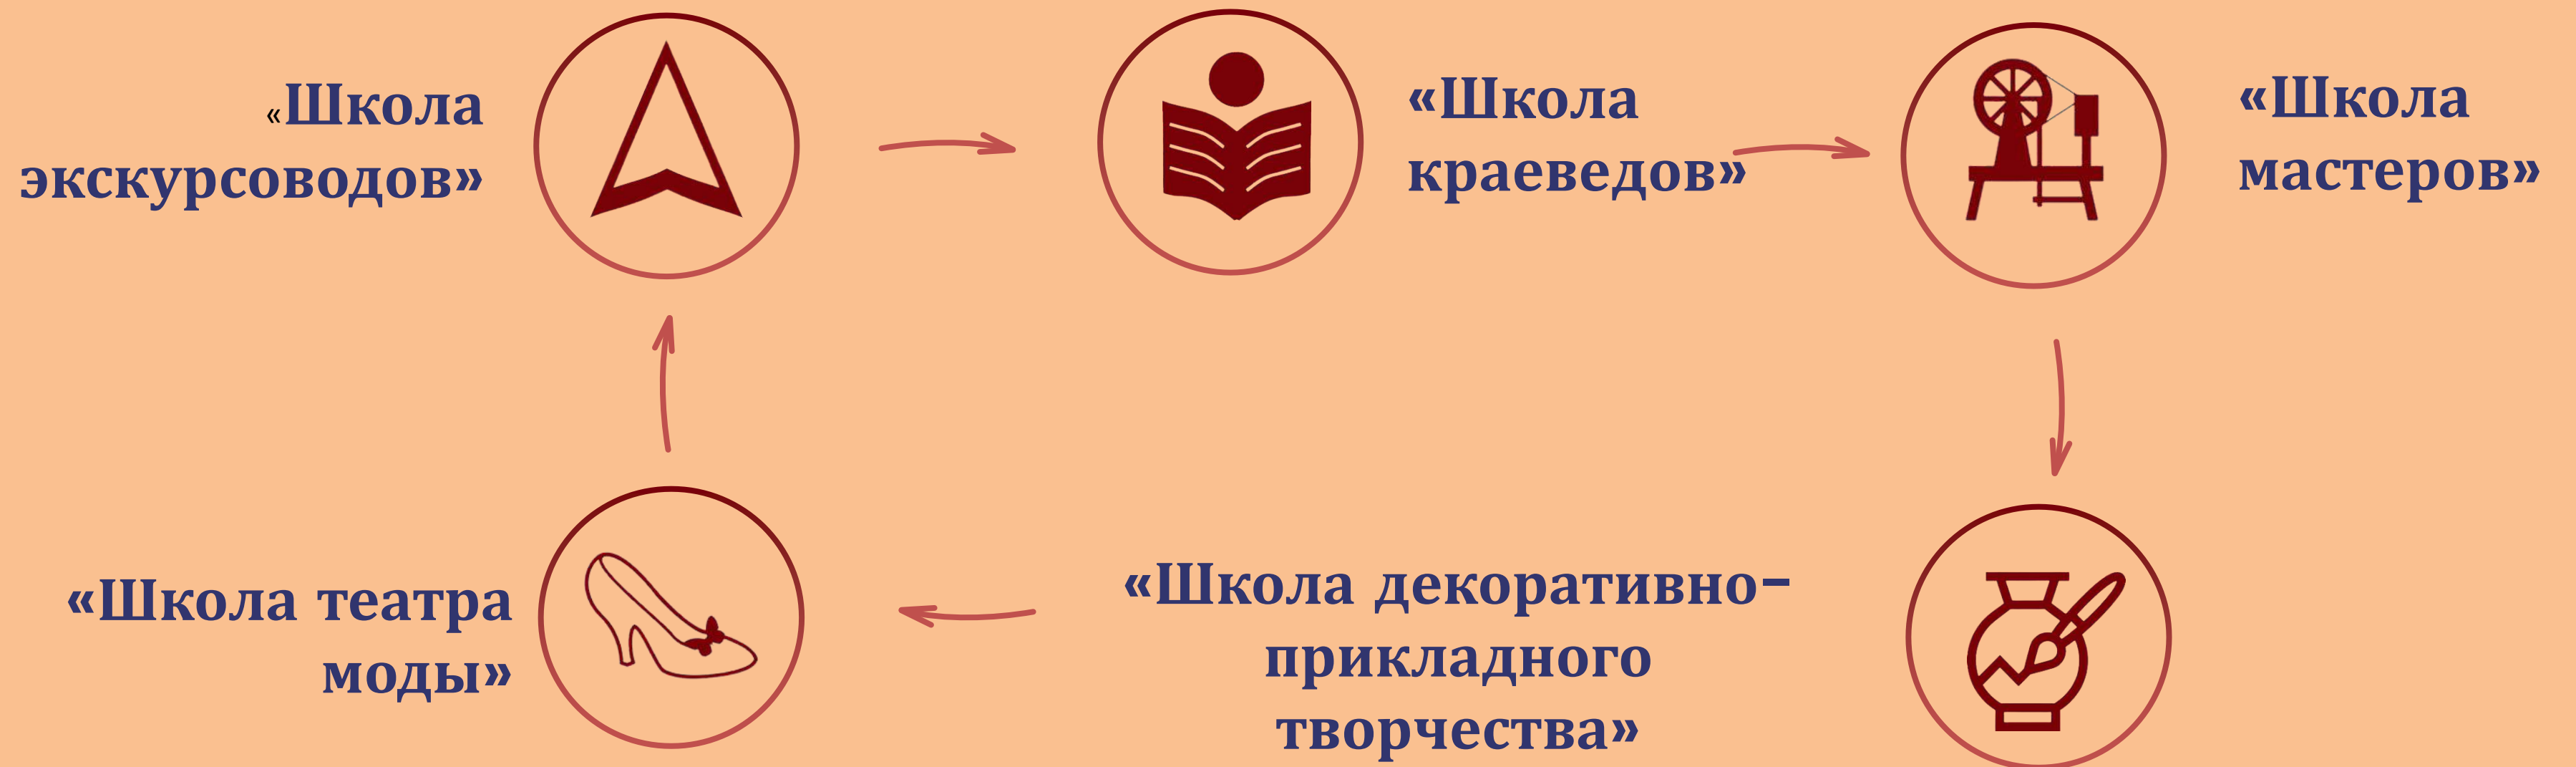 «Школа
экскурсоводов»
«Школа
краеведов»
«Школа
мастеров»
«Школа театра
моды»
«Школа декоративно–
прикладного
творчества»